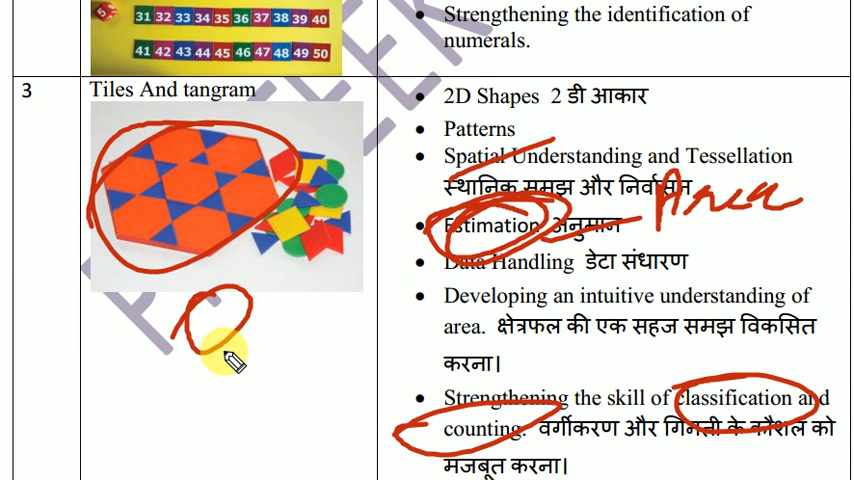 31 32 33 34 35 36 37 38 39 40
41 42 43 44 45 46 47 48 49 50
Strengthening the identification of
numerals.
3
Tiles And tangram
2D Shapes 2 डी आकार
Patterns
Spatial Understanding and Tessellation
स्थानिक समझ और निर्वासन
Estimation अनुमान
Area
Data Handling डेटा संधारण
Developing an intuitive understanding of
area. क्षेत्रफल की एक सहज समझ विकसित
करना।
Strengthening the skill of classification and
counting. वर्गीकरण और गिनती के कौशल को
मजबूत करना।